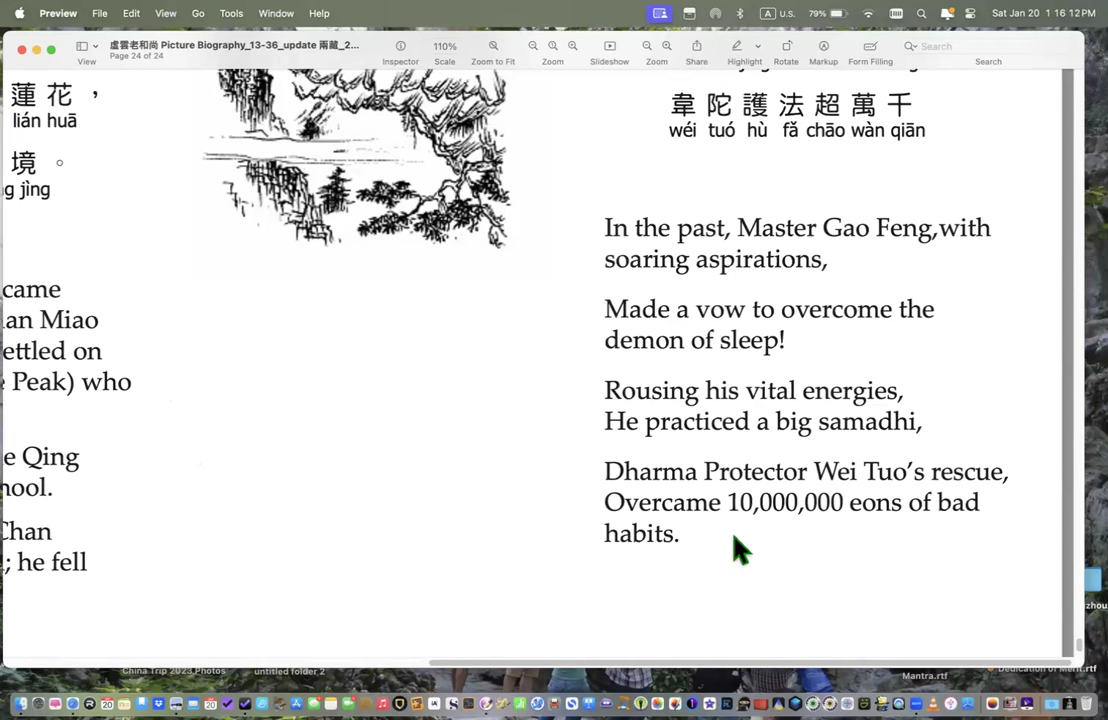 Preview File Edit View Go Tools Window Help
A U.S. 79% Sat Jan 20 1 16 12 PM
虛雲老和尚 Picture Biography_13-36_update 兩藏_2...
Page 24 of 24
110%
Search
View Inspector Scale Zoom to Fit Zoom Slideshow Zoom Share Highlight Rotate Markup Form Filling Search
蓮花，
lián huā
境。
g jìng
came
an Miao
ettled on
Peak) who
e Qing
hool.
Chan
; he fell
韋陀護法超萬千
wéi tuó hù fǎ chāo wàn qiān
In the past, Master Gao Feng,with
soaring aspirations,
Made a vow to overcome the
demon of sleep!
Rousing his vital energies,
He practiced a big samadhi,
Dharma Protector Wei Tuo's rescue,
Overcame 10,000,000 eons of bad
habits.
zhou
China Trip 2023 Photos
untitled folder 2
Dedication of Merit.rtf
Mantra.rtf